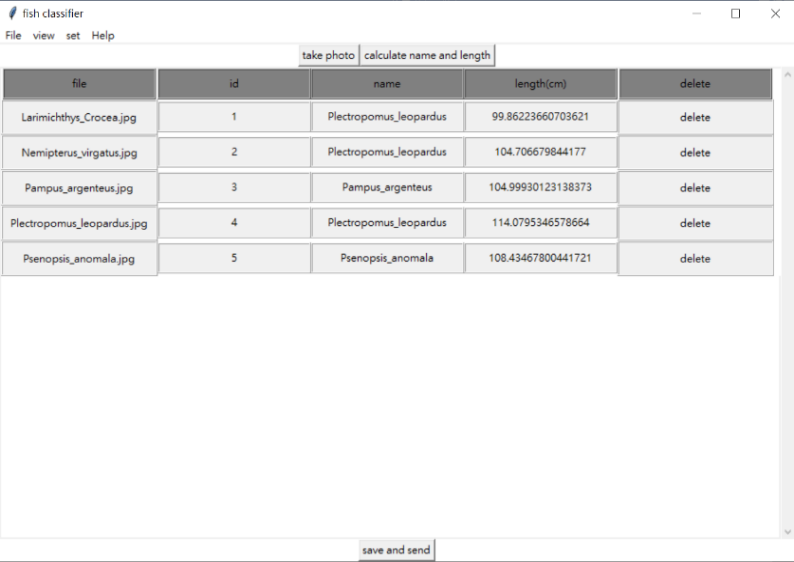 fish classifier
File view set Help
take photo calculate name and length
file id name length(cm) delete
Larimichthys_Crocea.jpg 1 Plectropomus_leopardus 99.86223660703621 delete
Nemipterus_virgatus.jpg 2 Plectropomus_leopardus 104.706679844177 delete
Pampus_argenteus.jpg 3 Pampus_argenteus 104.99930123138373 delete
Plectropomus_leopardus.jpg 4 Plectropomus_leopardus 114.0795346578664 delete
Psenopsis_anomala.jpg 5 Psenopsis_anomala 108.43467800441721 delete
save and send